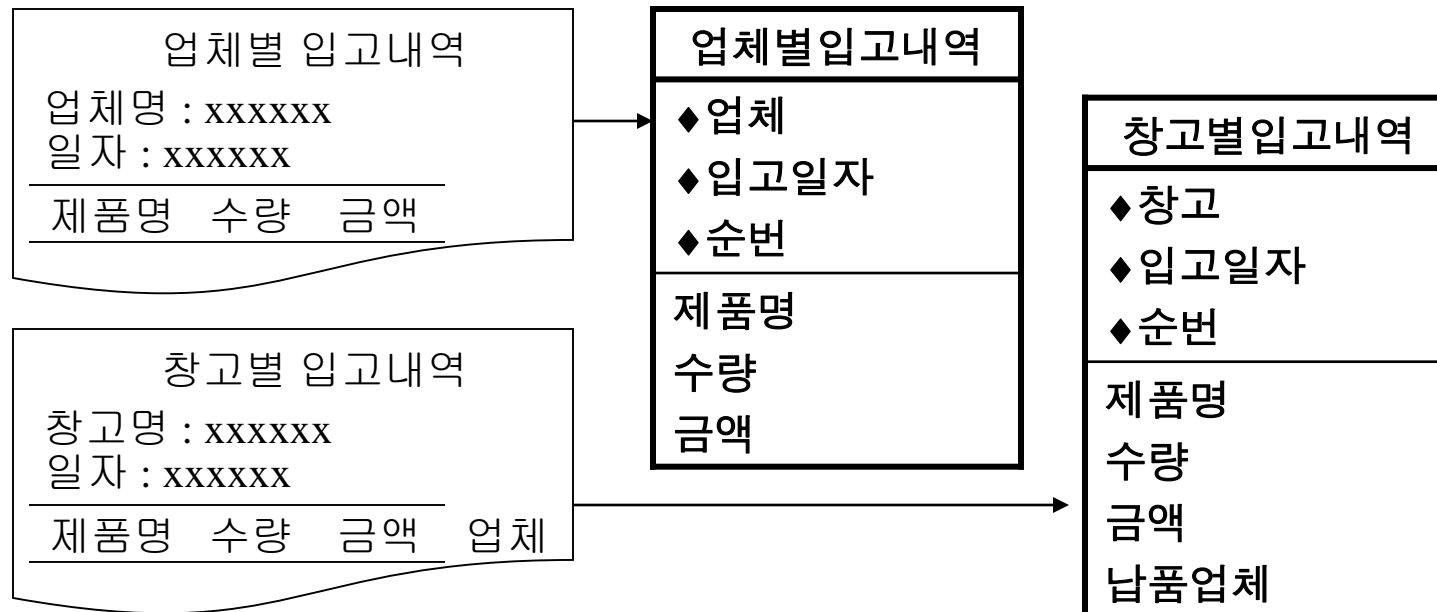 업체별 입고내역
업체명 : xxxxxx
일자 : xxxxxx
제품명 수량 금액
창고별 입고내역
창고명 : xxxxxx
일자 : xxxxxx
제품명 수량 금액 업체
업체별입고내역
♦업체
♦입고일자
♦순번
제품명
수량
금액
창고별입고내역
♦창고
♦입고일자
♦순번
제품명
수량
금액
납품업체